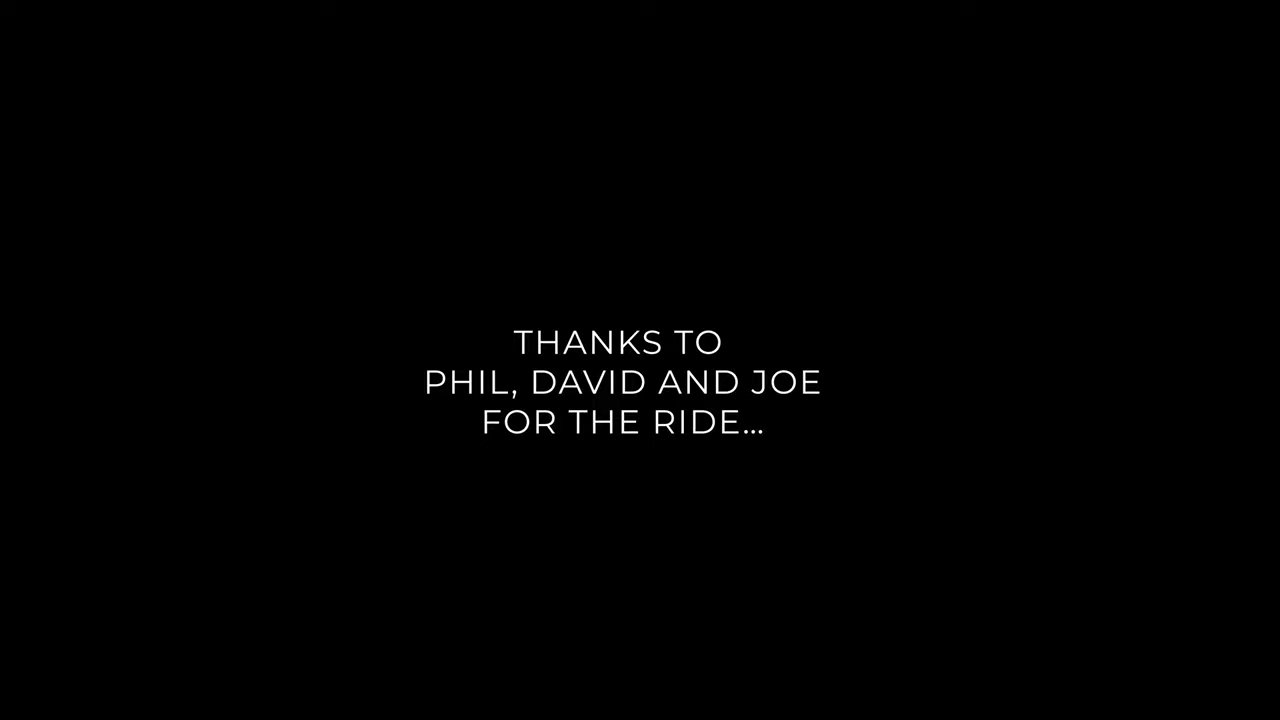 THANKS TO
PHIL, DAVID AND JOE
FOR THE RIDE...